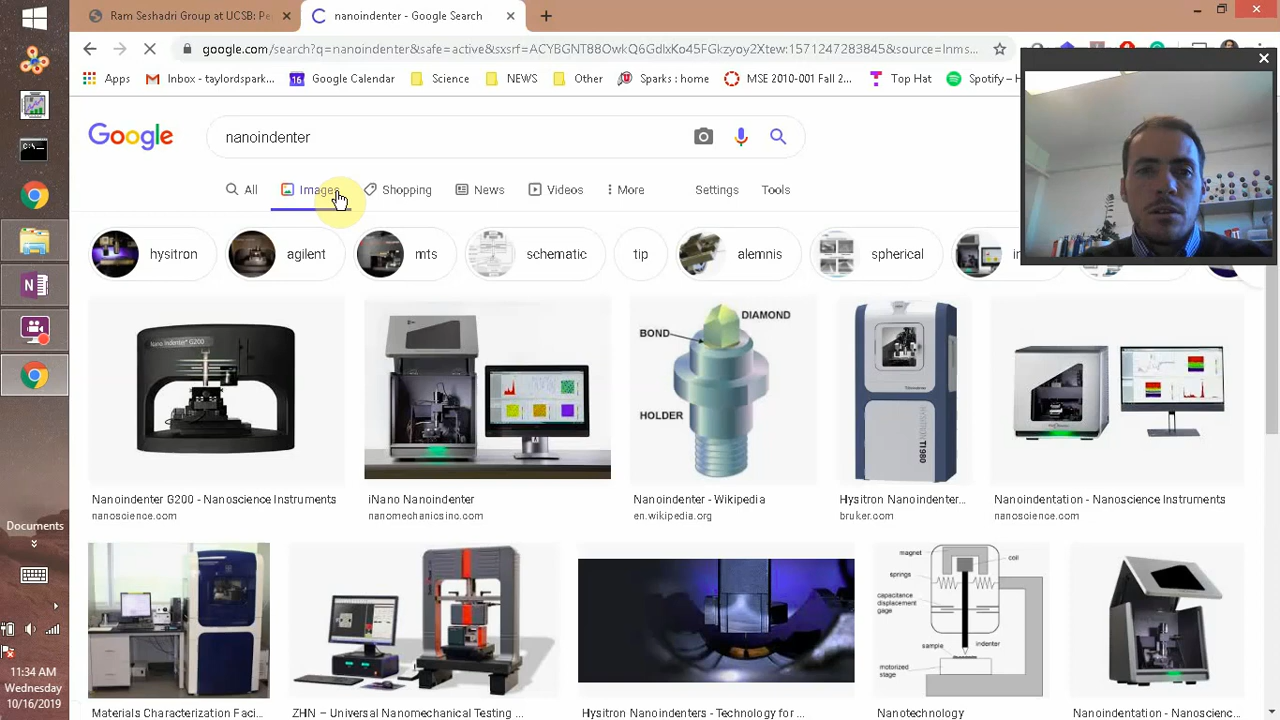 Ram Seshadri Group at UCSB: Pe
nanoindenter - Google Search
google.com/search?q=nanoindenter&safe=active&sxsrf=ACYBGNT88OwkQ6GdlxKo45FGkzyoy2Xtew:1571247283845&source=lnms...
Apps
Inbox - taylordspark...
Google Calendar
Science
NEWS
Other
Sparks : home
MSE 2010-001 Fall 2...
Top Hat
Spotify – H
Google
nanoindenter
All
Images
Shopping
News
Videos
More
Settings
Tools
hysitron
agilent
mts
schematic
tip
alemnis
spherical
in
Nano Indenter G200
BOND
DIAMOND
HOLDER
HYSITRON TI980
Nanoindenter G200 - Nanoscience Instruments
nanoscience.com
iNano Nanoindenter
nanomechanicsinc.com
Nanoindenter - Wikipedia
en.wikipedia.org
Hysitron Nanoindenter...
bruker.com
Nanoindentation - Nanoscience Instruments
nanoscience.com
magnet
coil
springs
capacitance
displacement
gage
sample
indenter
motorized
stage
Materials Characterization Faci...
ZHN – Universal Nanomechanical Testing ...
Hysitron Nanoindenters - Technology for ...
Nanotechnology
Nanoindentation - Nanoscienc...
Documents
11:34 AM
Wednesday
10/16/2019